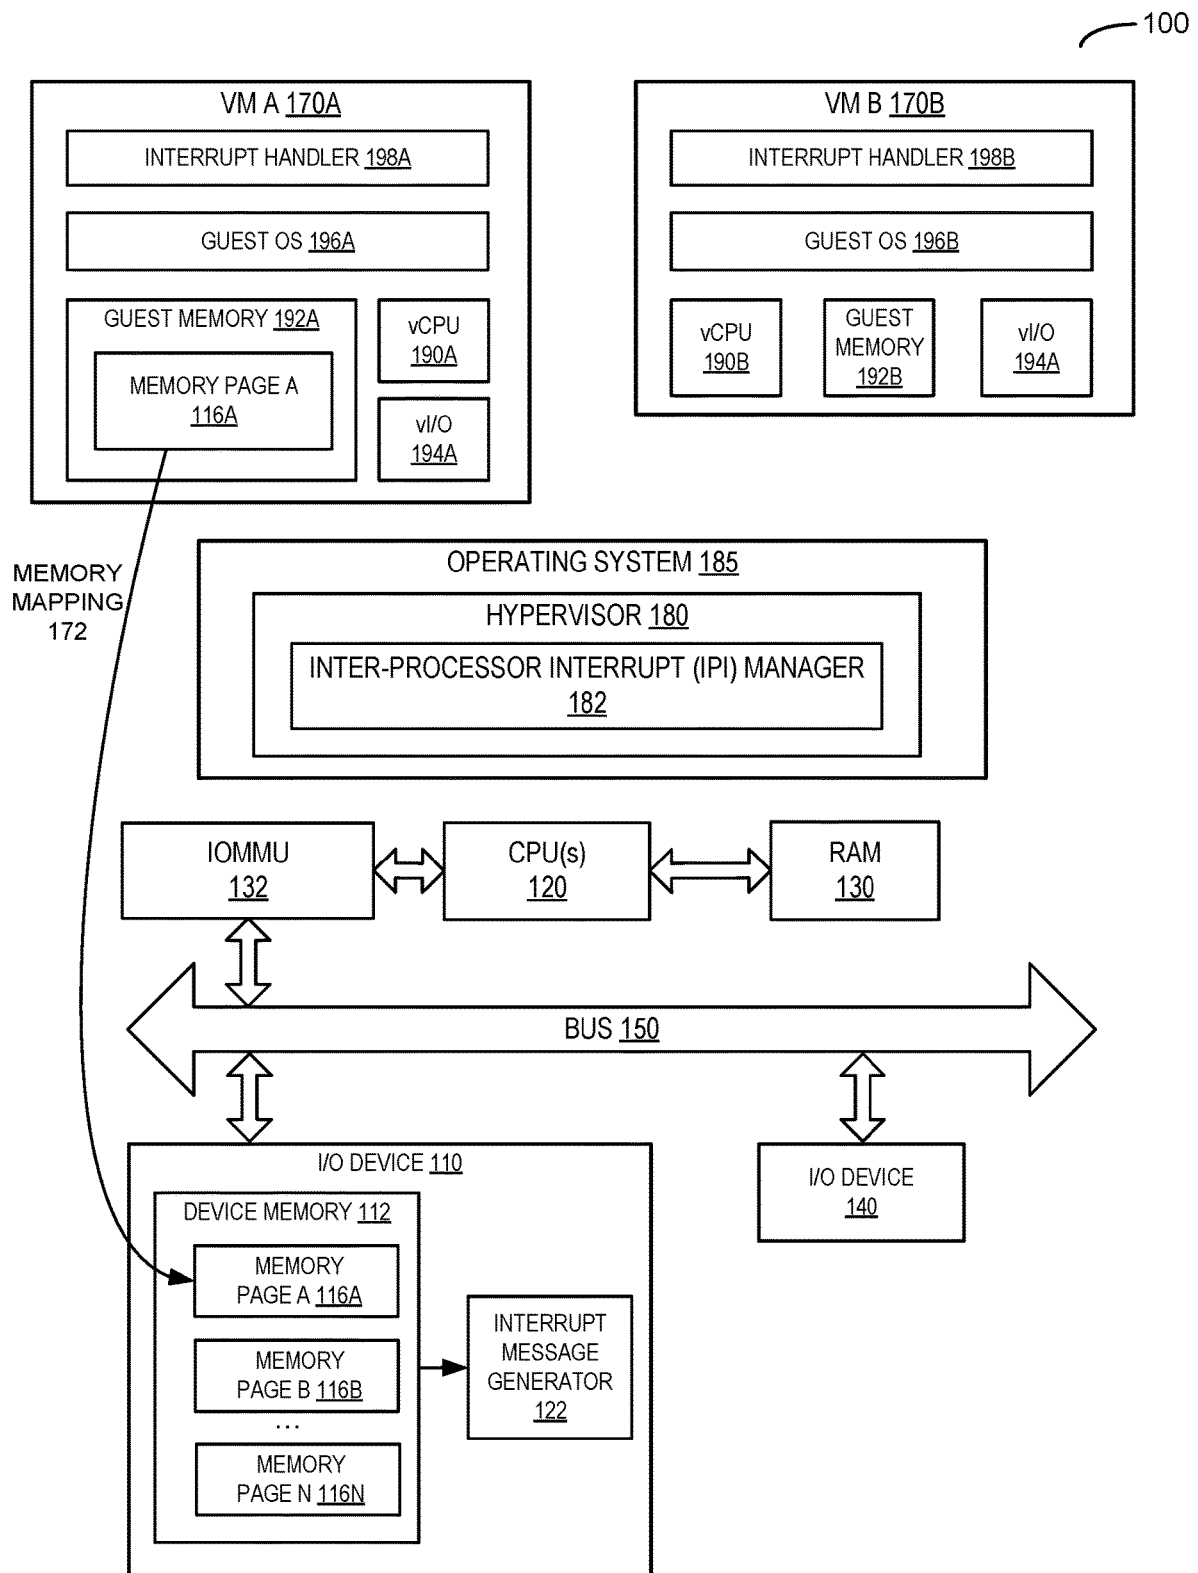 100
VM A 170A
INTERRUPT HANDLER 198A
GUEST OS 196A
GUEST MEMORY 192A
MEMORY PAGE A
116A
vCPU
190A
vI/O
194A
VM B 170B
INTERRUPT HANDLER 198B
GUEST OS 196B
vCPU
190B
GUEST
MEMORY
192B
vI/O
194A
MEMORY
MAPPING
172
OPERATING SYSTEM 185
HYPERVISOR 180
INTER-PROCESSOR INTERRUPT (IPI) MANAGER
182
IOMMU
132
CPU(s)
120
RAM
130
BUS 150
I/O DEVICE 110
DEVICE MEMORY 112
MEMORY
PAGE A 116A
MEMORY
PAGE B 116B
...
MEMORY
PAGE N 116N
INTERRUPT
MESSAGE
GENERATOR
122
I/O DEVICE
140